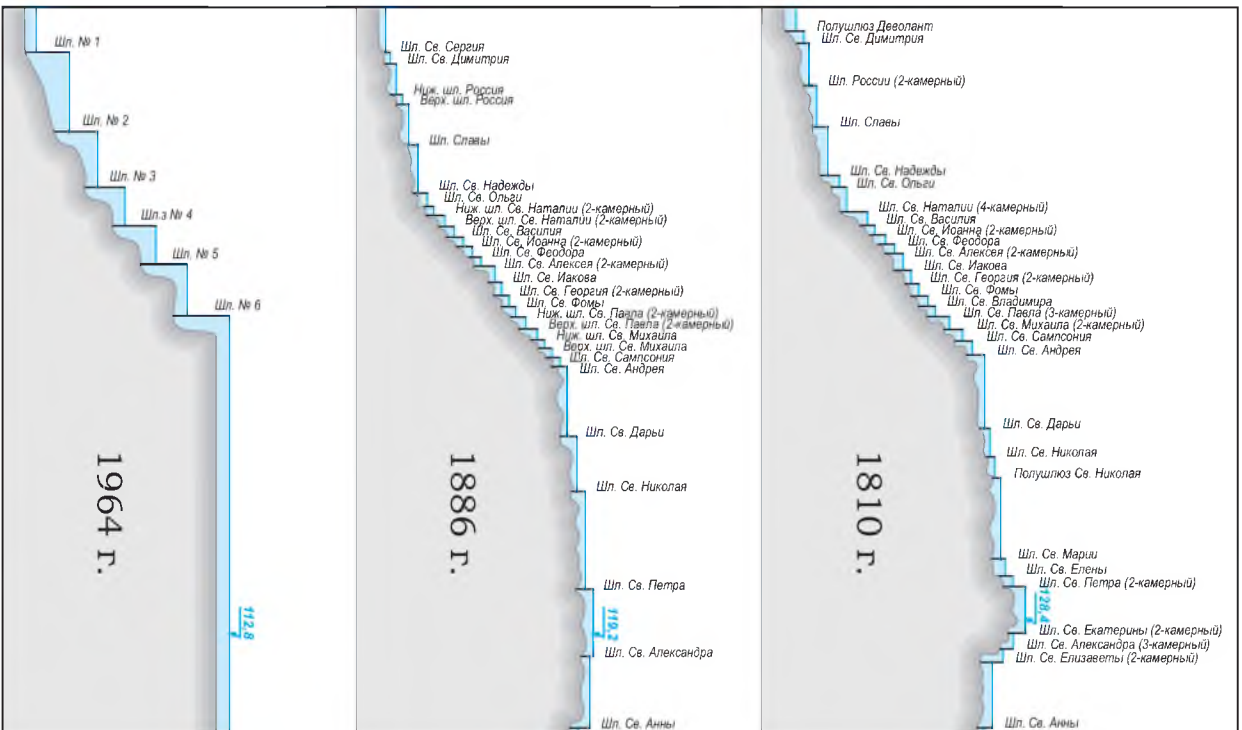 Шл. № 1
Шл. № 2
Шл. № 3
Шл.з № 4
Шл. № 5
Шл. № 6
1964 г.
112,8
Шл. Св. Сергия
Шл. Св. Димитрия
Ниж. шл. Россия
Верх. шл. Россия
Шл. Славы
Шл. Св. Надежды
Шл. Св. Ольги
Ниж. шл. Св. Наталии (2-камерный)
Верх. шл. Св. Наталии (2-камерный)
Шл. Св. Василия
Шл. Св. Иоанна (2-камерный)
Шл. Св. Феодора
Шл. Св. Алексея (2-камерный)
Шл. Св. Иакова
Шл. Св. Георгия (2-камерный)
Шл. Св. Фомы
Ниж. шл. Св. Павла (2-камерный)
Верх. шл. Св. Павла (2-камерный)
Ниж. шл. Св. Михаила
Верх. шл. Св. Михаила
Шл. Св. Сампсония
Шл. Св. Андрея
Шл. Св. Дарьи
Шл. Св. Николая
1886 г.
Шл. Св. Петра
119,2
Шл. Св. Александра
Шл. Св. Анны
Полушлюз Деволант
Шл. Св. Димитрия
Шл. России (2-камерный)
Шл. Славы
Шл. Св. Надежды
Шл. Св. Ольги
Шл. Св. Наталии (4-камерный)
Шл. Св. Василия
Шл. Св. Иоанна (2-камерный)
Шл. Св. Феодора
Шл. Св. Алексея (2-камерный)
Шл. Св. Иакова
Шл. Св. Георгия (2-камерный)
Шл. Св. Фомы
Шл. Св. Владимира
Шл. Св. Павла (3-камерный)
Шл. Св. Михаила (2-камерный)
Шл. Св. Сампсония
Шл. Св. Андрея
Шл. Св. Дарьи
Шл. Св. Николая
Полушлюз Св. Николая
1810 г.
Шл. Св. Марии
Шл. Св. Елены
Шл. Св. Петра (2-камерный)
128,4
Шл. Св. Екатерины (2-камерный)
Шл. Св. Александра (3-камерный)
Шл. Св. Елизаветы (2-камерный)
Шл. Св. Анны